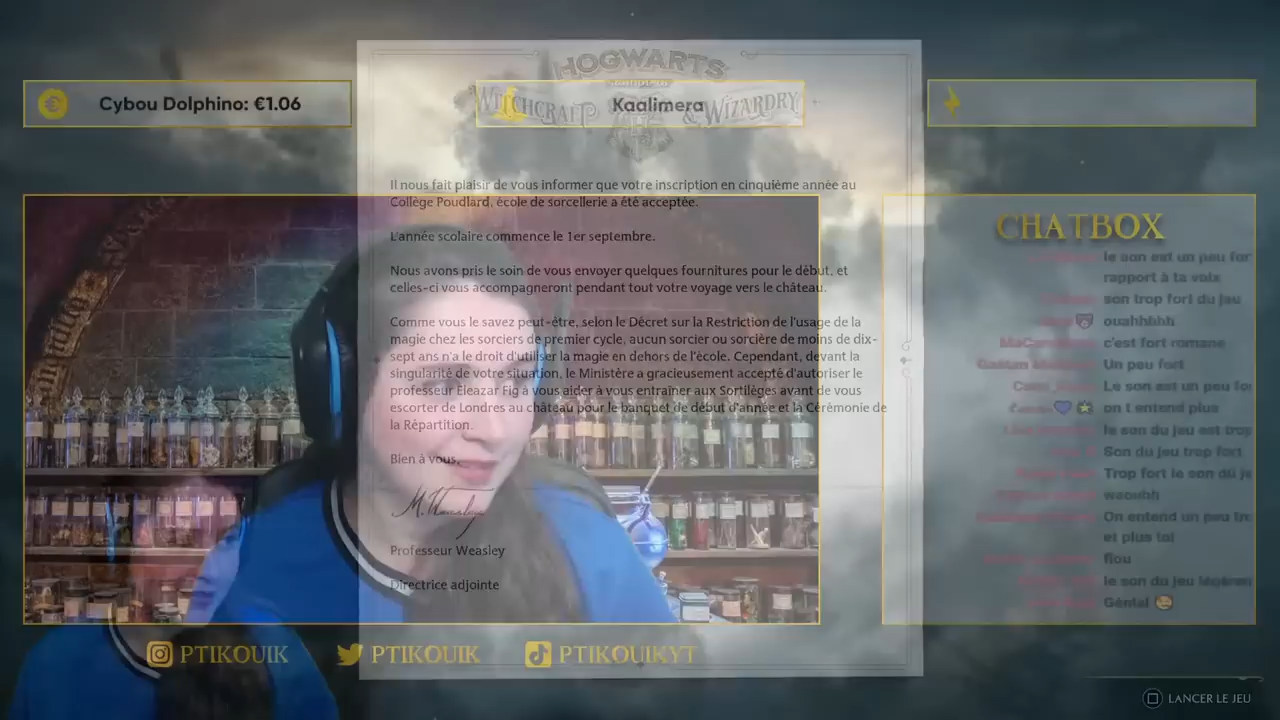 HOGWARTS
SCHOOL OF
WITCHCRAFT & WIZARDRY
Cybou Dolphino: €1.06
Kaalimera
Il nous fait plaisir de vous informer que votre inscription en cinquième année au
Collège Poudlard, école de sorcellerie a été acceptée.
L'année scolaire commence le 1er septembre.
Nous avons pris le soin de vous envoyer quelques fournitures pour le début, et
celles-ci vous accompagneront pendant tout votre voyage vers le château.
Comme vous le savez peut-être, selon le Décret sur la Restriction de l'usage de la
magie chez les sorciers de premier cycle, aucun sorcier ou sorcière de moins de dix-
sept ans n'a le droit d'utiliser la magie en dehors de l'école. Cependant, devant la
singularité de votre situation, le Ministère a gracieusement accepté d'autoriser le
professeur Eleazar Fig à vous aider à vous entraîner aux Sortilèges avant de vous
escorter de Londres au château pour le banquet de début d'année et la Cérémonie de
la Répartition.
Bien à vous,
M. Weasley
Professeur Weasley
Directrice adjointe
CHATBOX
le son est un peu for
rapport à ta voix
son trop fort du jeu
ouahhhhh
c'est fort romane
Un peu fort
Le son est un peu fo
on t entend plus
le son du jeu est trop
Son du jeu trop fort
Trop fort le son du je
waouhh
On entend un peu tro
et plus toi
fiou
le son du jeu légèrem
Génial
PTIKOUIK
PTIKOUIK
PTIKOUIKYT
LANCER LE JEU